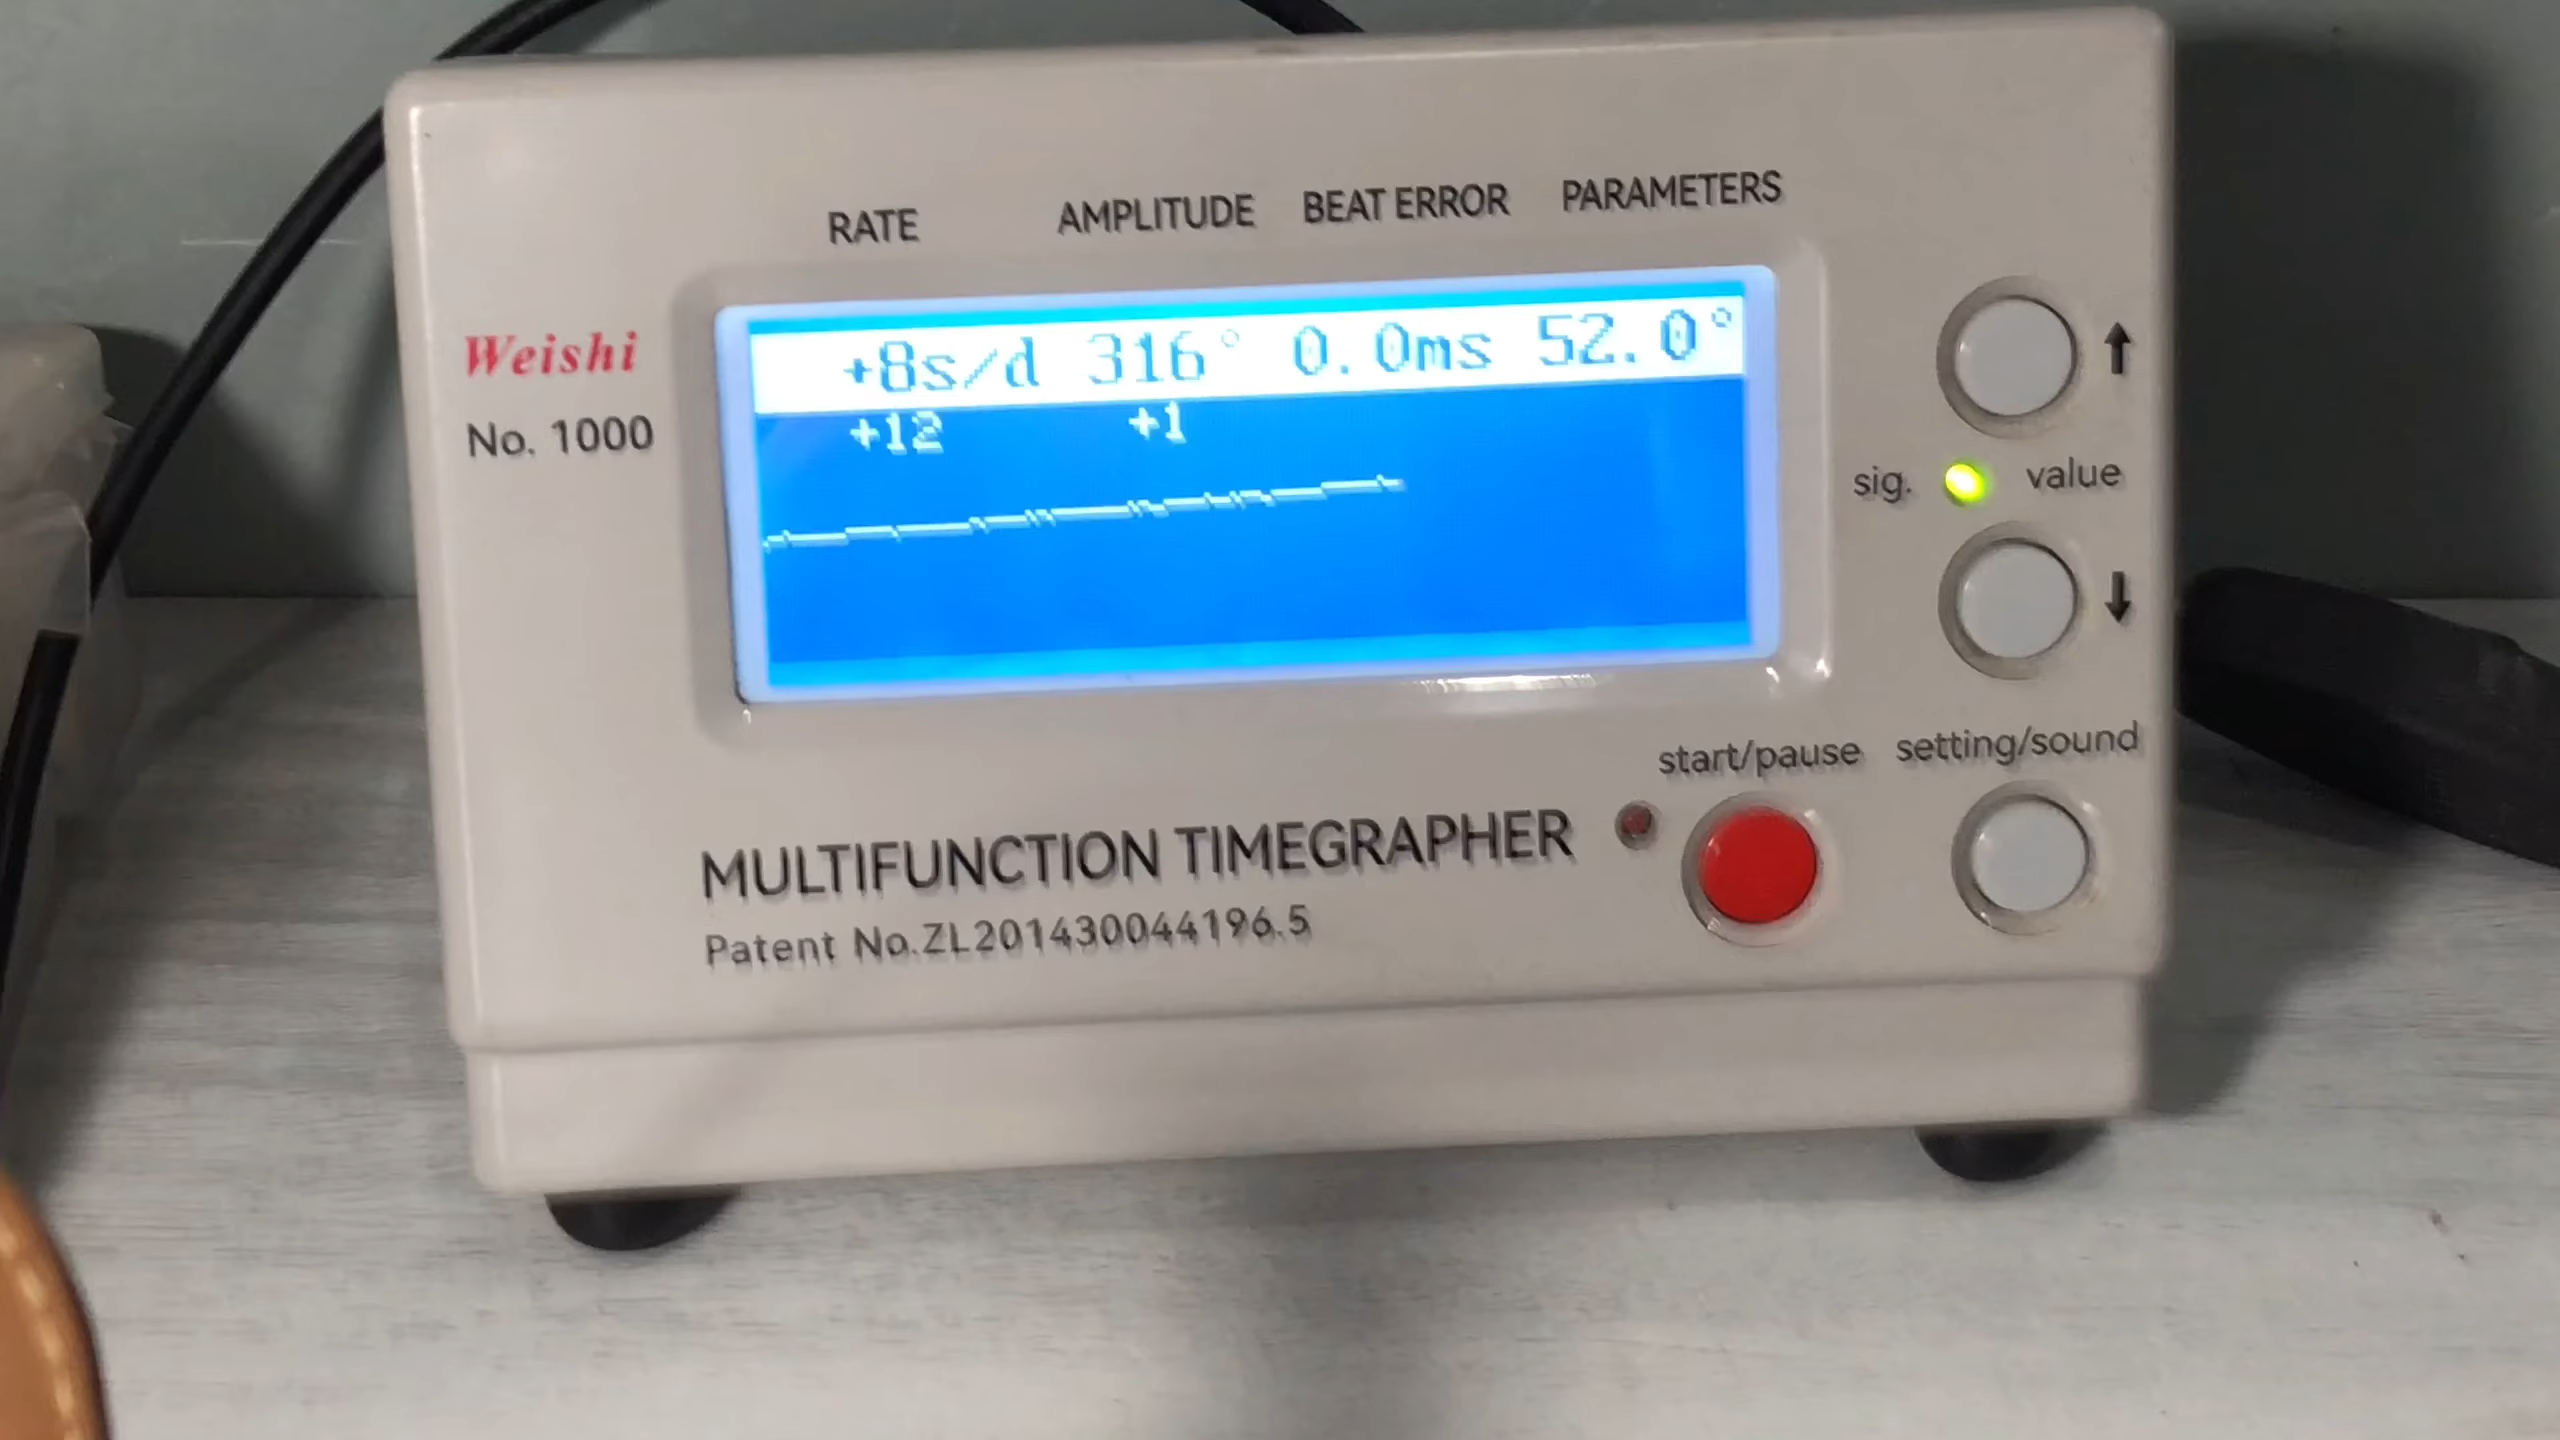 RATE AMPLITUDE BEAT ERROR PARAMETERS
+8s/d 316° 0.0ms 52.0°
+12 +1
Weishi
No. 1000
sig. value
start/pause setting/sound
MULTIFUNCTION TIMEGRAPHER
Patent No.ZL201430044196.5